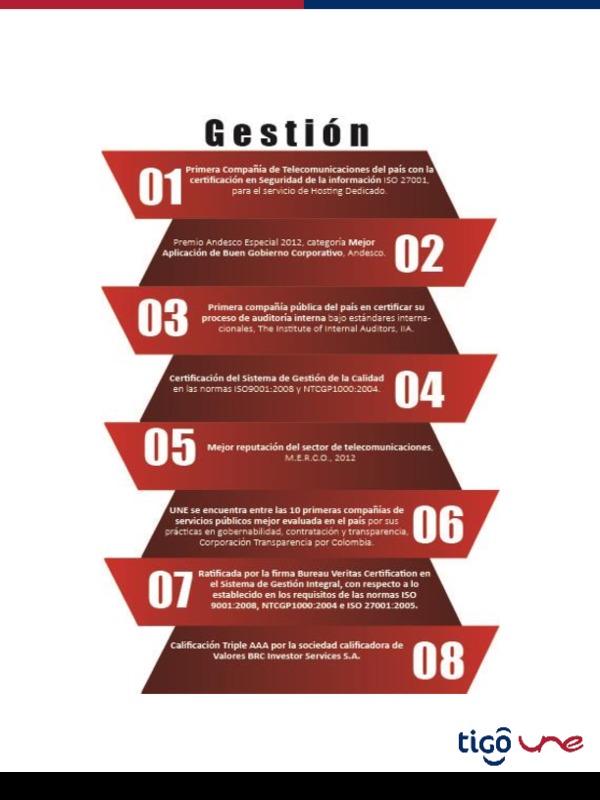 Gestión
01
Primera Compañía de Telecomunicaciones del país con la
certificación en Seguridad de la información ISO 27001,
para el servicio de Hosting Dedicado.
Premio Andesco Especial 2012, categoría Mejor
Aplicación de Buen Gobierno Corporativo, Andesco.
02
03
Primera compañía pública del país en certificar su
proceso de auditoría interna bajo estándares interna-
cionales, The Institute of Internal Auditors, IIA.
Certificación del Sistema de Gestión de la Calidad
en las normas ISO9001:2008 y NTCGP1000:2004.
04
05
Mejor reputación del sector de telecomunicaciones,
M.E.R.C.O., 2012
UNE se encuentra entre las 10 primeras compañías de
servicios públicos mejor evaluada en el país por sus
prácticas en gobernabilidad, contratación y transparencia,
Corporación Transparencia por Colombia.
06
07
Ratificada por la firma Bureau Veritas Certification en
el Sistema de Gestión Integral, con respecto a lo
establecido en los requisitos de las normas ISO
9001:2008, NTCGP1000:2004 e ISO 27001:2005.
Calificación Triple AAA por la sociedad calificadora de
Valores BRC Investor Services S.A.
08
tigô une